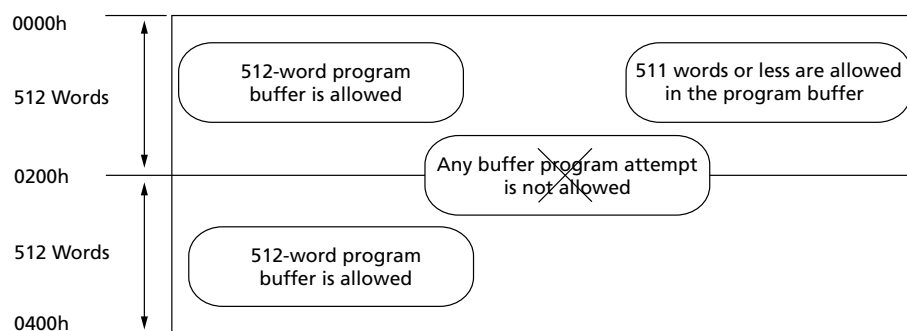 0000h
512 Words
512-word program
buffer is allowed
511 words or less are allowed
in the program buffer
0200h
Any buffer program attempt
is not allowed
512 Words
512-word program
buffer is allowed
0400h